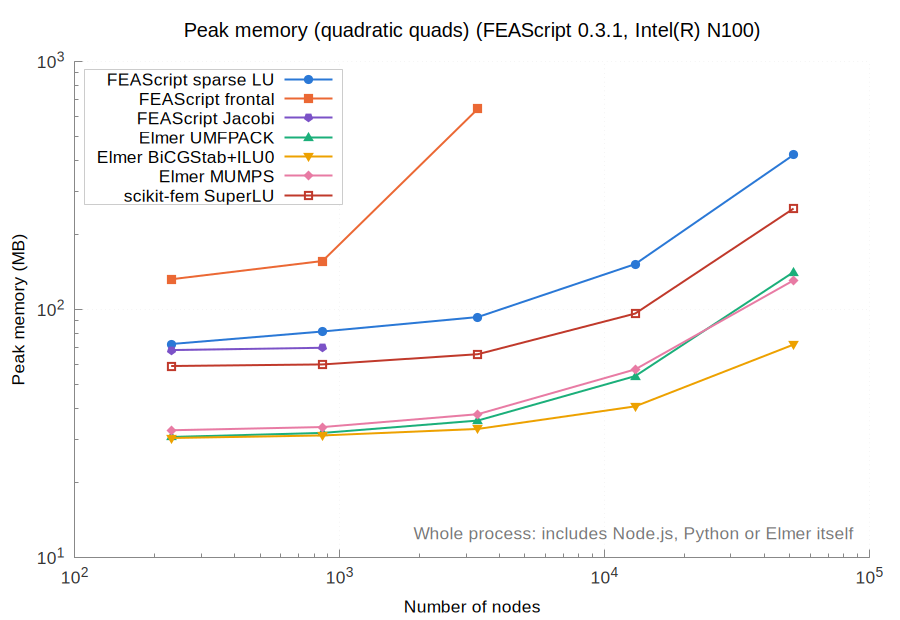 Peak memory (quadratic quads) (FEAScript 0.3.1, Intel(R) N100)
10³
FEAScript sparse LU
FEAScript frontal
FEAScript Jacobi
Elmer UMFPACK
Elmer BiCGStab+ILU0
Elmer MUMPS
scikit-fem SuperLU
Peak memory (MB)
10²
Whole process: includes Node.js, Python or Elmer itself
10¹
10² 10³ 10⁴ 10⁵
Number of nodes